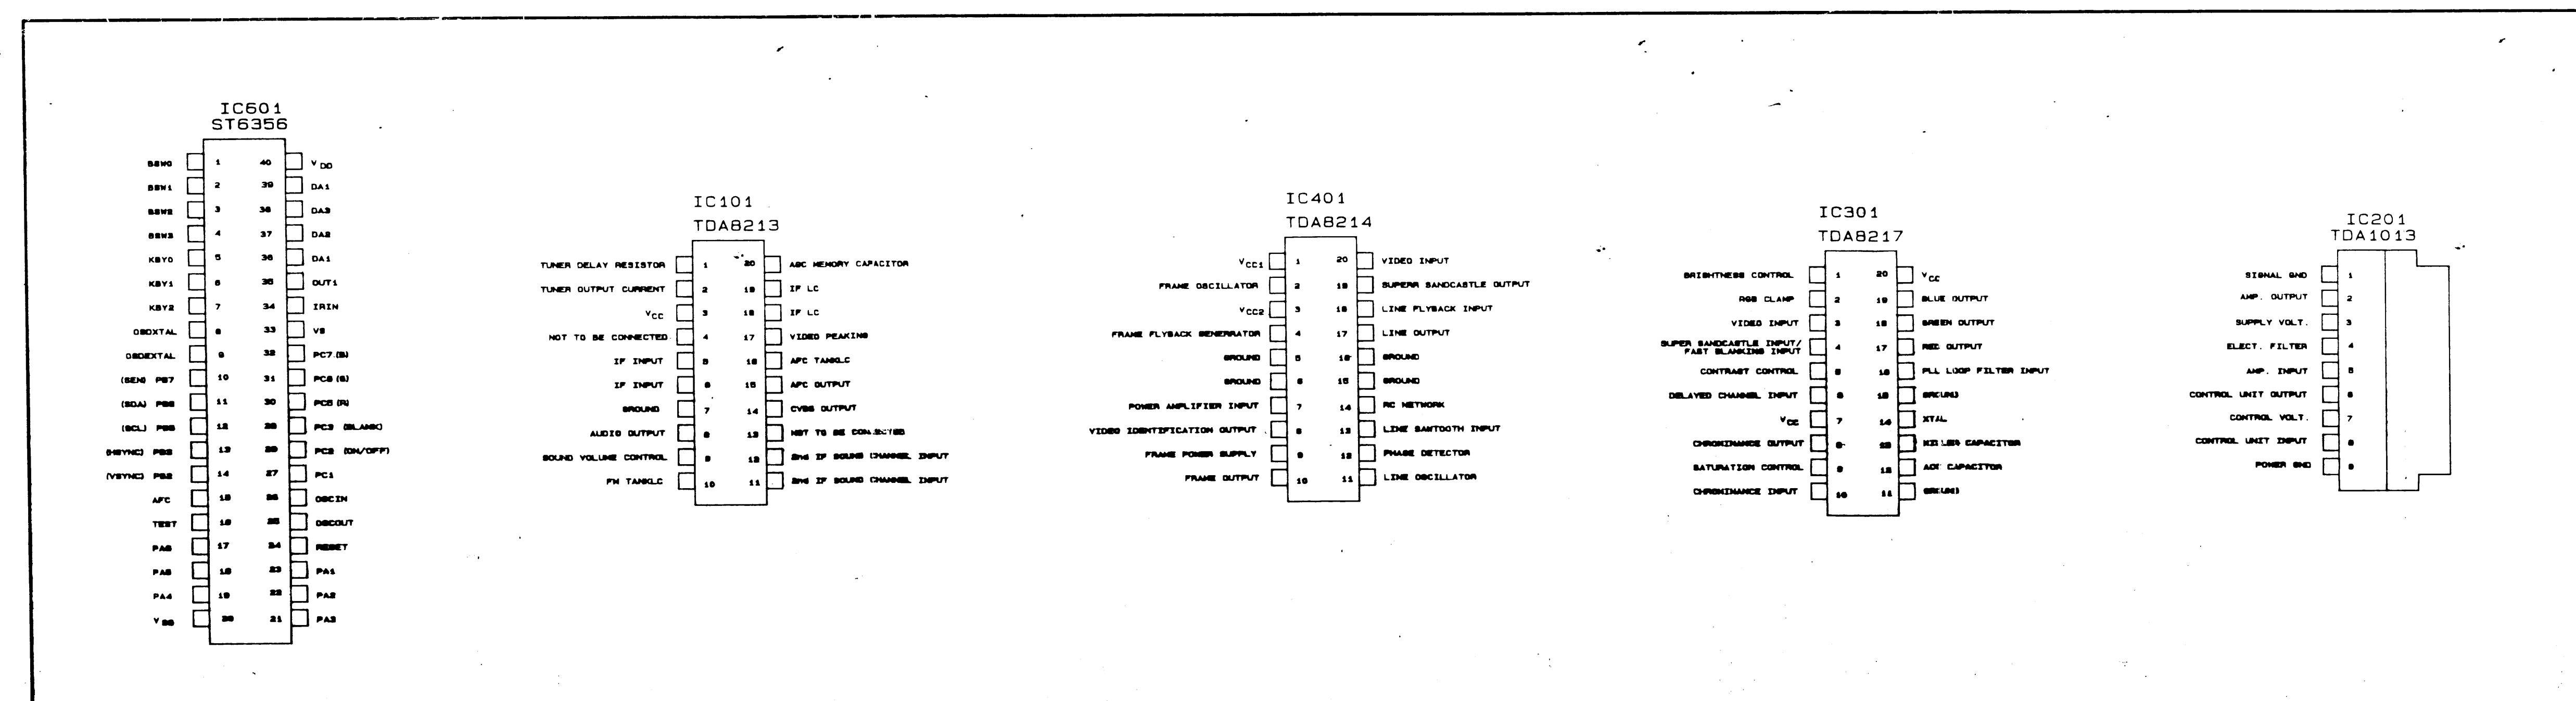 IC601
ST6356
BSW0 1 40 VDD
BSW1 2 39 DA1
BSW2 3 38 DA3
BSW3 4 37 DA2
KBY0 5 36 DA1
KBY1 6 35 OUT1
KBY2 7 34 IRIN
OSDXTAL 8 33 VS
OSDEXTAL 9 32 PC7 (B)
(SEN) PB7 10 31 PC6 (G)
(SDA) PB6 11 30 PC5 (R)
(SCL) PB5 12 29 PC3 (BLANK)
(HSYNC) PB3 13 28 PC2 (ON/OFF)
(VSYNC) PB2 14 27 PC1
AFC 15 26 OSCIN
TEST 16 25 OSCOUT
PA6 17 24 RESET
PA5 18 23 PA1
PA4 19 22 PA2
VSS 20 21 PA3
IC101
TDA8213
TUNER DELAY RESISTOR 1 20 AGC MEMORY CAPACITOR
TUNER OUTPUT CURRENT 2 19 IF LC
VCC 3 18 IF LC
NOT TO BE CONNECTED 4 17 VIDEO PEAKING
IF INPUT 5 16 AFC TANKLC
IF INPUT 6 15 AFC OUTPUT
GROUND 7 14 CVBS OUTPUT
AUDIO OUTPUT 8 13 NOT TO BE CONNECTED
SOUND VOLUME CONTROL 9 12 2nd IF SOUND CHANNEL INPUT
FM TANKLC 10 11 2nd IF SOUND CHANNEL INPUT
IC401
TDA8214
VCC1 1 20 VIDEO INPUT
FRAME OSCILLATOR 2 19 SUPERR SANDCASTLE OUTPUT
VCC2 3 18 LINE FLYBACK INPUT
FRAME FLYBACK GENERRATOR 4 17 LINE OUTPUT
GROUND 5 16 GROUND
GROUND 6 15 GROUND
POWER AMPLIFIER INPUT 7 14 RC NETWORK
VIDEO IDENTIFICATION OUTPUT 8 13 LINE SAWTOOTH INPUT
FRAME POWER SUPPLY 9 12 PHASE DETECTOR
FRAME OUTPUT 10 11 LINE OSCILLATOR
IC301
TDA8217
BRIGHTNESS CONTROL 1 20 VCC
RGB CLAMP 2 19 BLUE OUTPUT
VIDEO INPUT 3 18 GREEN OUTPUT
SUPER SANDCASTLE INPUT/
FAST BLANKING INPUT 4 17 RED OUTPUT
CONTRAST CONTROL 5 16 PLL LOOP FILTER INPUT
DELAYED CHANNEL INPUT 6 15 GROUND
VCC 7 14 XTAL
CHROMINANCE OUTPUT 8 13 KILLER CAPACITOR
SATURATION CONTROL 9 12 ACC CAPACITOR
CHROMINANCE INPUT 10 11 GROUND
IC201
TDA1013
SIGNAL GND 1
AMP. OUTPUT 2
SUPPLY VOLT. 3
ELECT. FILTER 4
AMP. INPUT 5
CONTROL UNIT OUTPUT 6
CONTROL VOLT. 7
CONTROL UNIT INPUT 8
POWER GND 9